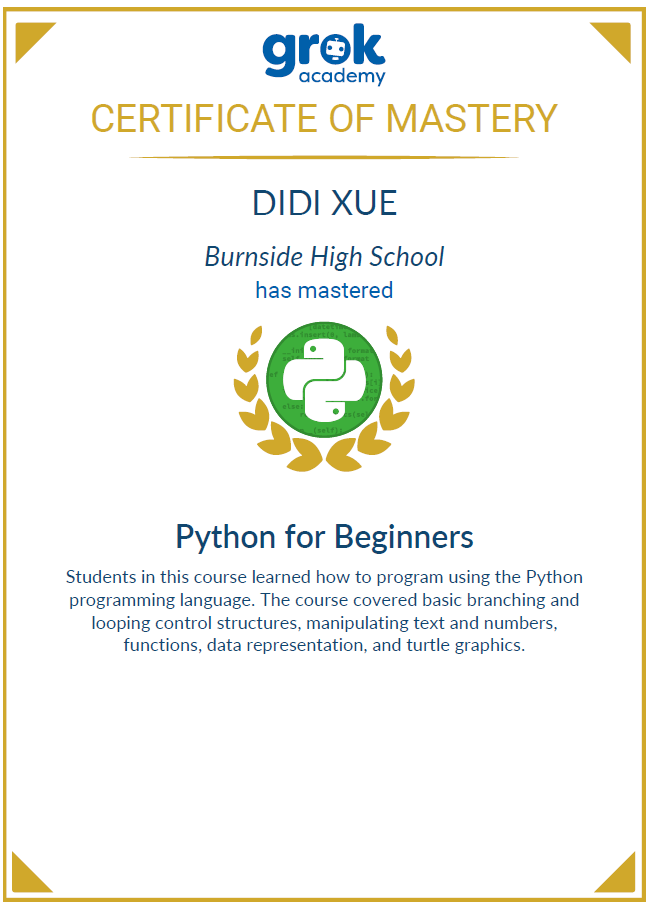 grok
academy
CERTIFICATE OF MASTERY
DIDI XUE
Burnside High School
has mastered
Python for Beginners
Students in this course learned how to program using the Python
programming language. The course covered basic branching and
looping control structures, manipulating text and numbers,
functions, data representation, and turtle graphics.